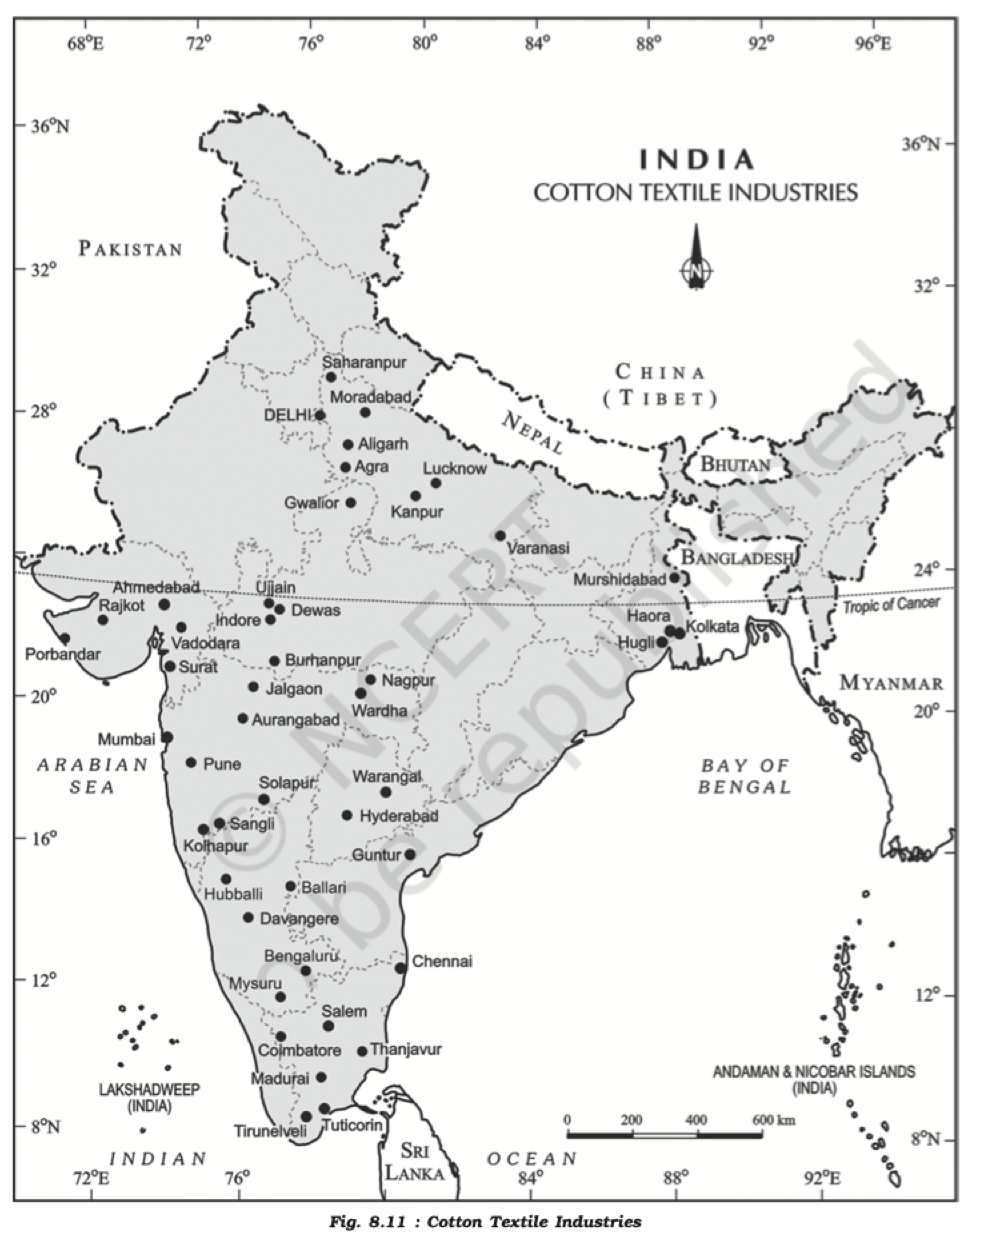 68°E 72° 76° 80° 84° 88° 92° 96°E
36°N
36°N
INDIA
COTTON TEXTILE INDUSTRIES
PAKISTAN
N
32°
32°
CHINA
(TIBET)
Saharanpur
Moradabad
28°
DELHI
NEPAL
Aligarh
Agra
Lucknow
BHUTAN
Gwalior
Kanpur
Varanasi
BANGLADESH
24°
Murshidabad
Ahmedabad
Ujjain
Rajkot
Dewas
Tropic of Cancer
Indore
Haora
Kolkata
Hugli
Vadodara
Porbandar
Surat
Burhanpur
Nagpur
Jalgaon
MYANMAR
20°
20°
Wardha
Aurangabad
Mumbai
ARABIAN
SEA
Pune
BAY OF
BENGAL
Solapur
Warangal
Hyderabad
Sangli
16°
Kolhapur
Guntur
Hubballi
Ballari
Davangere
Bengaluru
Chennai
12°
Mysuru
12°
Salem
Coimbatore
Thanjavur
Madurai
LAKSHADWEEP
(INDIA)
ANDAMAN & NICOBAR ISLANDS
(INDIA)
8°N
Tirunelveli
Tuticorin
0 200 400 600 km
8°N
SRI
LANKA
INDIAN OCEAN
72°E 76° 84° 88° 92°E
© NCERT
be republished
Fig. 8.11 : Cotton Textile Industries